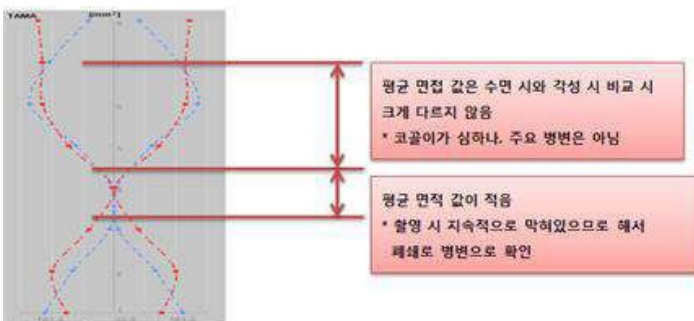 YAMA [mm²]
평균 면접 값은 수면 시와 각성 시 비교 시
크게 다르지 않음
* 코골이가 심하나, 주요 병변은 아님
평균 면적 값이 적음
* 촬영 시 지속적으로 막혀있으므로 해서
폐쇄로 병변으로 확인